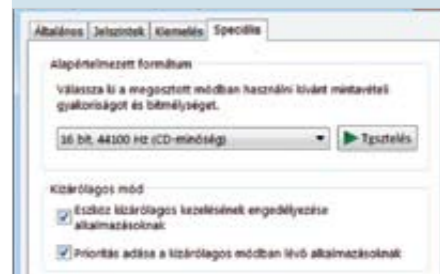 Általános Jelszintek Kiemelés Speciális
Alapértelmezett formátum
Válassza ki a megosztott módban használni kívánt mintavételi
gyakoriságot és bitmélységet.
16 bit, 44100 Hz (CD-minőség) Tesztelés
Kizárólagos mód
Eszköz kizárólagos kezelésének engedélyezése
alkalmazásoknak
Prioritás adása a kizárólagos módban lévő alkalmazásoknak